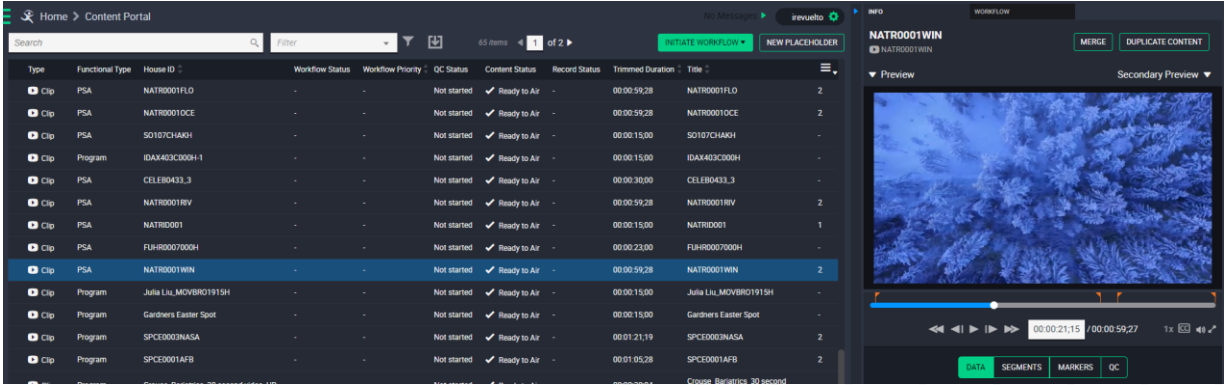 Home > Content Portal
No Messages
irevuelto
Search
Filter
65 items
1
of 2
INITIATE WORKFLOW
NEW PLACEHOLDER
Type Functional Type House ID Workflow Status Workflow Priority QC Status Content Status Record Status Trimmed Duration Title
Clip PSA NATR0001FLO - - Not started Ready to Air - 00:00:59;28 NATR0001FLO 2
Clip PSA NATR0001OCE - - Not started Ready to Air - 00:00:59;28 NATR0001OCE 2
Clip PSA SO107CHAKH - - Not started Ready to Air - 00:00:15;00 SO107CHAKH -
Clip Program IDAX403C000H-1 - - Not started Ready to Air - 00:00:15;00 IDAX403C000H -
Clip PSA CELEB0433_3 - - Not started Ready to Air - 00:00:30;00 CELEB0433_3 -
Clip PSA NATR0001RIV - - Not started Ready to Air - 00:00:59;28 NATR0001RIV 2
Clip PSA NATRID001 - - Not started Ready to Air - 00:00:15;00 NATRID001 1
Clip PSA FUHR0007000H - - Not started Ready to Air - 00:00:23;00 FUHR0007000H -
Clip PSA NATR0001WIN - - Not started Ready to Air - 00:00:59;28 NATR0001WIN 2
Clip Program Julia Liu_MOVBRO1915H - - Not started Ready to Air - 00:00:15;00 Julia Liu_MOVBRO1915H -
Clip Program Gardners Easter Spot - - Not started Ready to Air - 00:00:15;00 Gardners Easter Spot -
Clip Program SPCE0003NASA - - Not started Ready to Air - 00:01:21;19 SPCE0003NASA 2
Clip Program SPCE0001AFB - - Not started Ready to Air - 00:01:05;28 SPCE0001AFB 2
Crouse_Bariatrics_30 second
INFO
WORKFLOW
NATR0001WIN
NATR0001WIN
MERGE
DUPLICATE CONTENT
Preview
Secondary Preview
00:00:21;15 / 00:00:59;27
1x CC
DATA SEGMENTS MARKERS QC